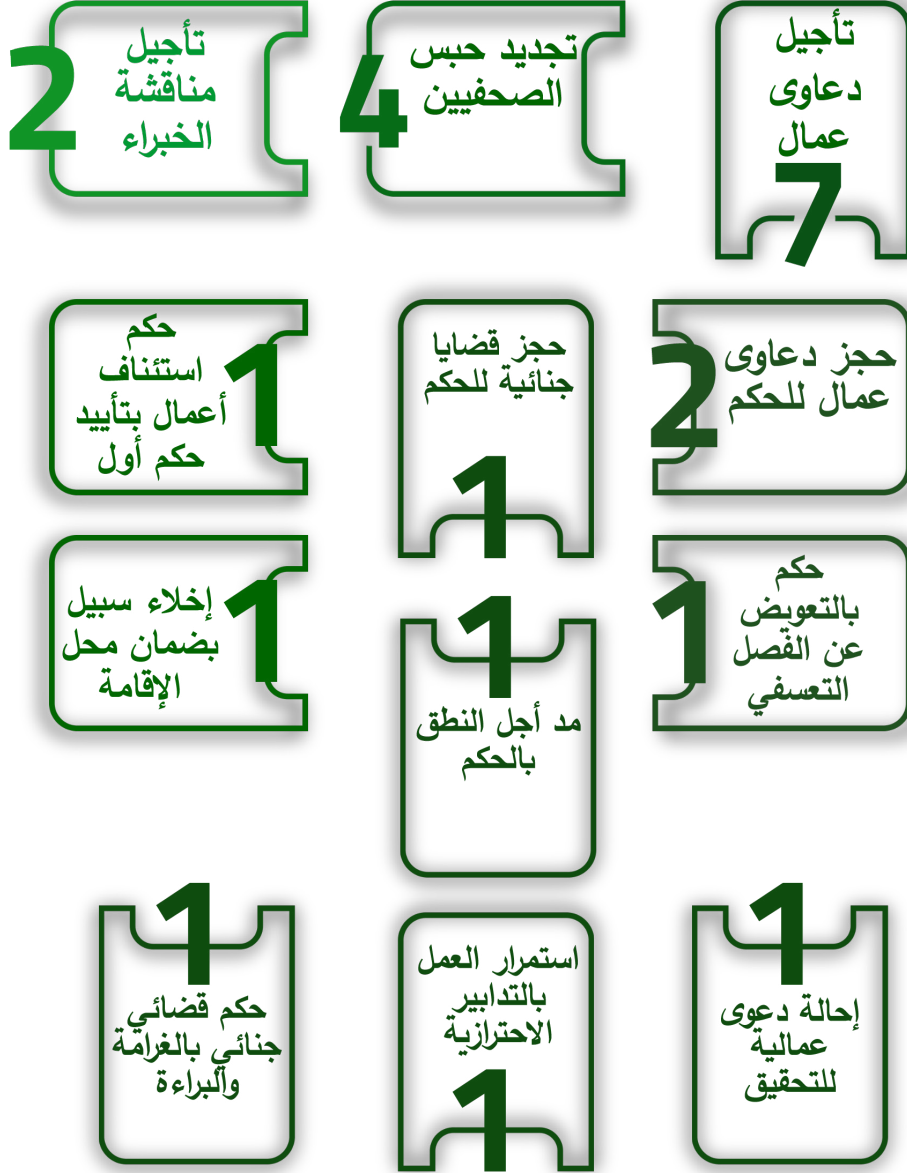 تأجيل
دعاوى
عمال
7
تجديد حبس
الصحفيين
4
تأجيل
مناقشة
الخبراء
2
حجز دعاوى
عمال للحكم
2
حجز قضايا
جنائية للحكم
1
حكم
استئناف
أعمال بتأييد
حكم أول
1
حكم
بالتعويض
عن الفصل
التعسفي
1
1
مد أجل النطق
بالحكم
إخلاء سبيل
بضمان محل
الإقامة
1
1
إحالة دعوى
عمالية
للتحقيق
استمرار العمل
بالتدابير
الاحترازية
1
1
حكم قضائي
جنائي بالغرامة
والبراءة